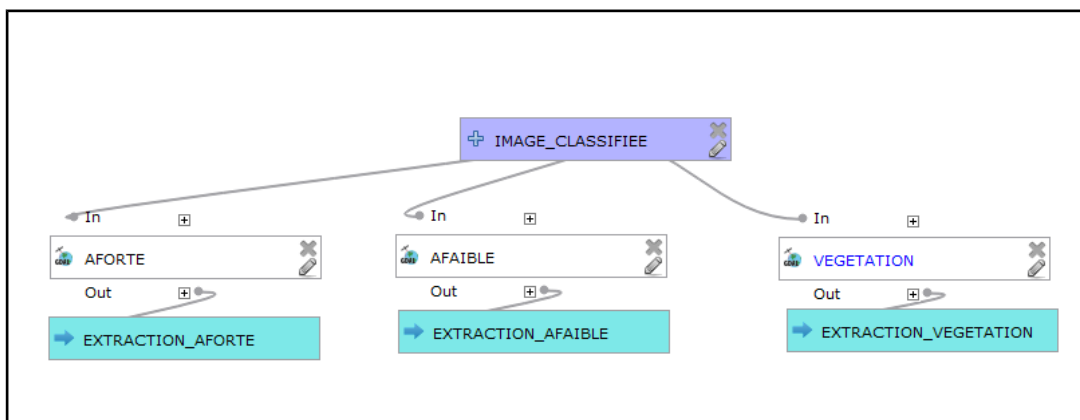 IMAGE_CLASSIFIEE
In
In
In
AFORTE
AFAIBLE
VEGETATION
Out
Out
Out
EXTRACTION_AFORTE
EXTRACTION_AFAIBLE
EXTRACTION_VEGETATION